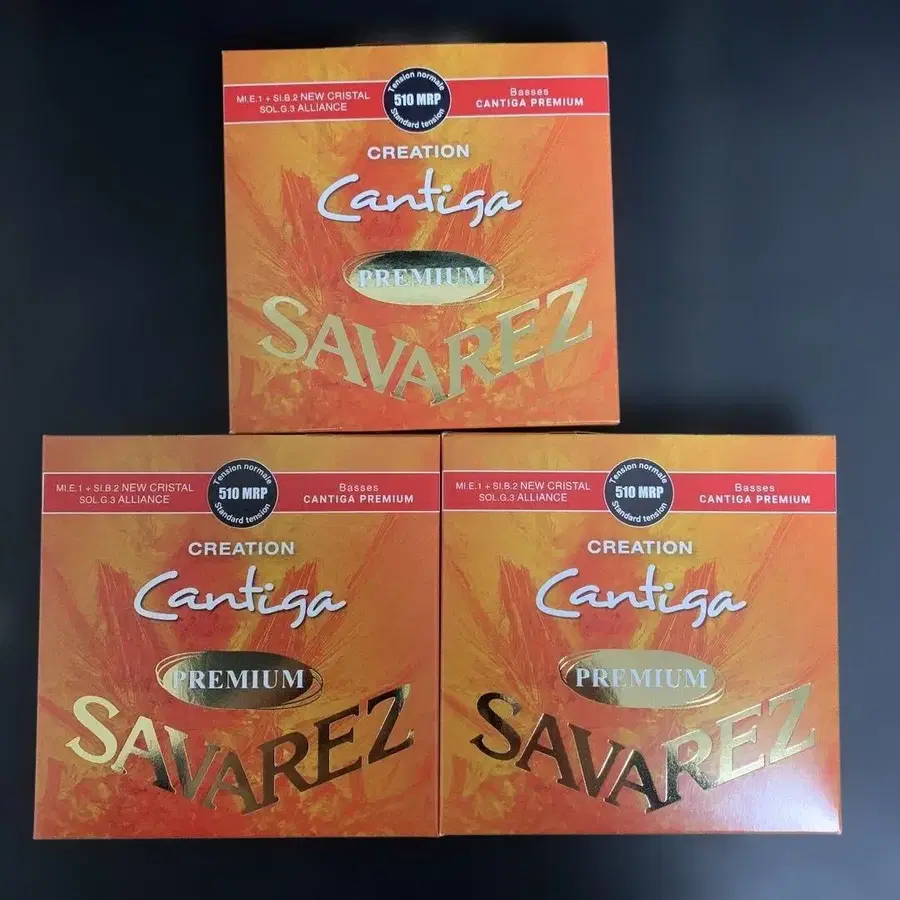 MI.E.1 + SI.B.2 NEW CRISTAL
SOL.G.3 ALLIANCE
Tension normale
510 MRP
Standard tension
Basses
CANTIGA PREMIUM
CREATION
Cantiga
PREMIUM
SAVAREZ
MI.E.1 + SI.B.2 NEW CRISTAL
SOL.G.3 ALLIANCE
Tension normale
510 MRP
Standard tension
Basses
CANTIGA PREMIUM
CREATION
Cantiga
PREMIUM
SAVAREZ
MI.E.1 + SI.B.2 NEW CRISTAL
SOL.G.3 ALLIANCE
Tension normale
510 MRP
Standard tension
Basses
CANTIGA PREMIUM
CREATION
Cantiga
PREMIUM
SAVAREZ